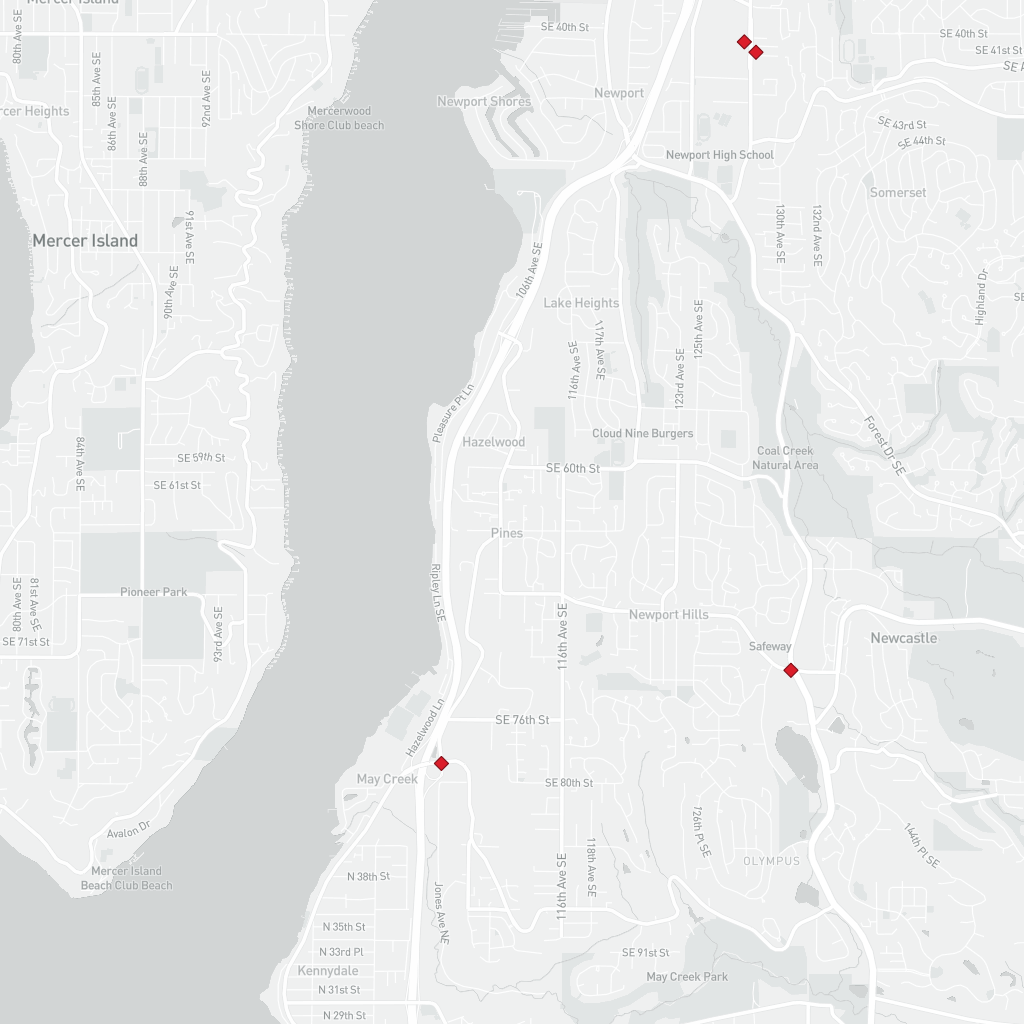 Mercer Island
80th Ave SE
85th Ave SE
86th Ave SE
88th Ave SE
92nd Ave SE
SE 40th St
SE 40th St
SE 41st St
Newport
Newport Shores
Mercerwood
Shore Club beach
rcer Heights
SE 43rd St
SE 44th St
Newport High School
Somerset
91st Ave SE
Mercer Island
90th Ave SE
130th Ave SE
132nd Ave SE
106th Ave SE
Highland Dr
Lake Heights
117th Ave SE
116th Ave SE
125th Ave SE
123rd Ave SE
Pleasure Pt Ln
Hazelwood
Cloud Nine Burgers
Forest Dr SE
Coal Creek
Natural Area
84th Ave SE
SE 59th St
SE 60th St
SE 61st St
Pines
Ripley Ln SE
80th Ave SE
81st Ave SE
Pioneer Park
93rd Ave SE
SE 71st St
116th Ave SE
Newport Hills
Safeway
Newcastle
Hazelwood Ln
SE 76th St
May Creek
SE 80th St
Avalon Dr
126th Pl SE
144th Pl SE
OLYMPUS
Mercer Island
Beach Club Beach
N 38th St
118th Ave SE
116th Ave SE
Jones Ave NE
N 35th St
N 33rd Pl
SE 91st St
Kennydale
May Creek Park
N 31st St
N 29th St